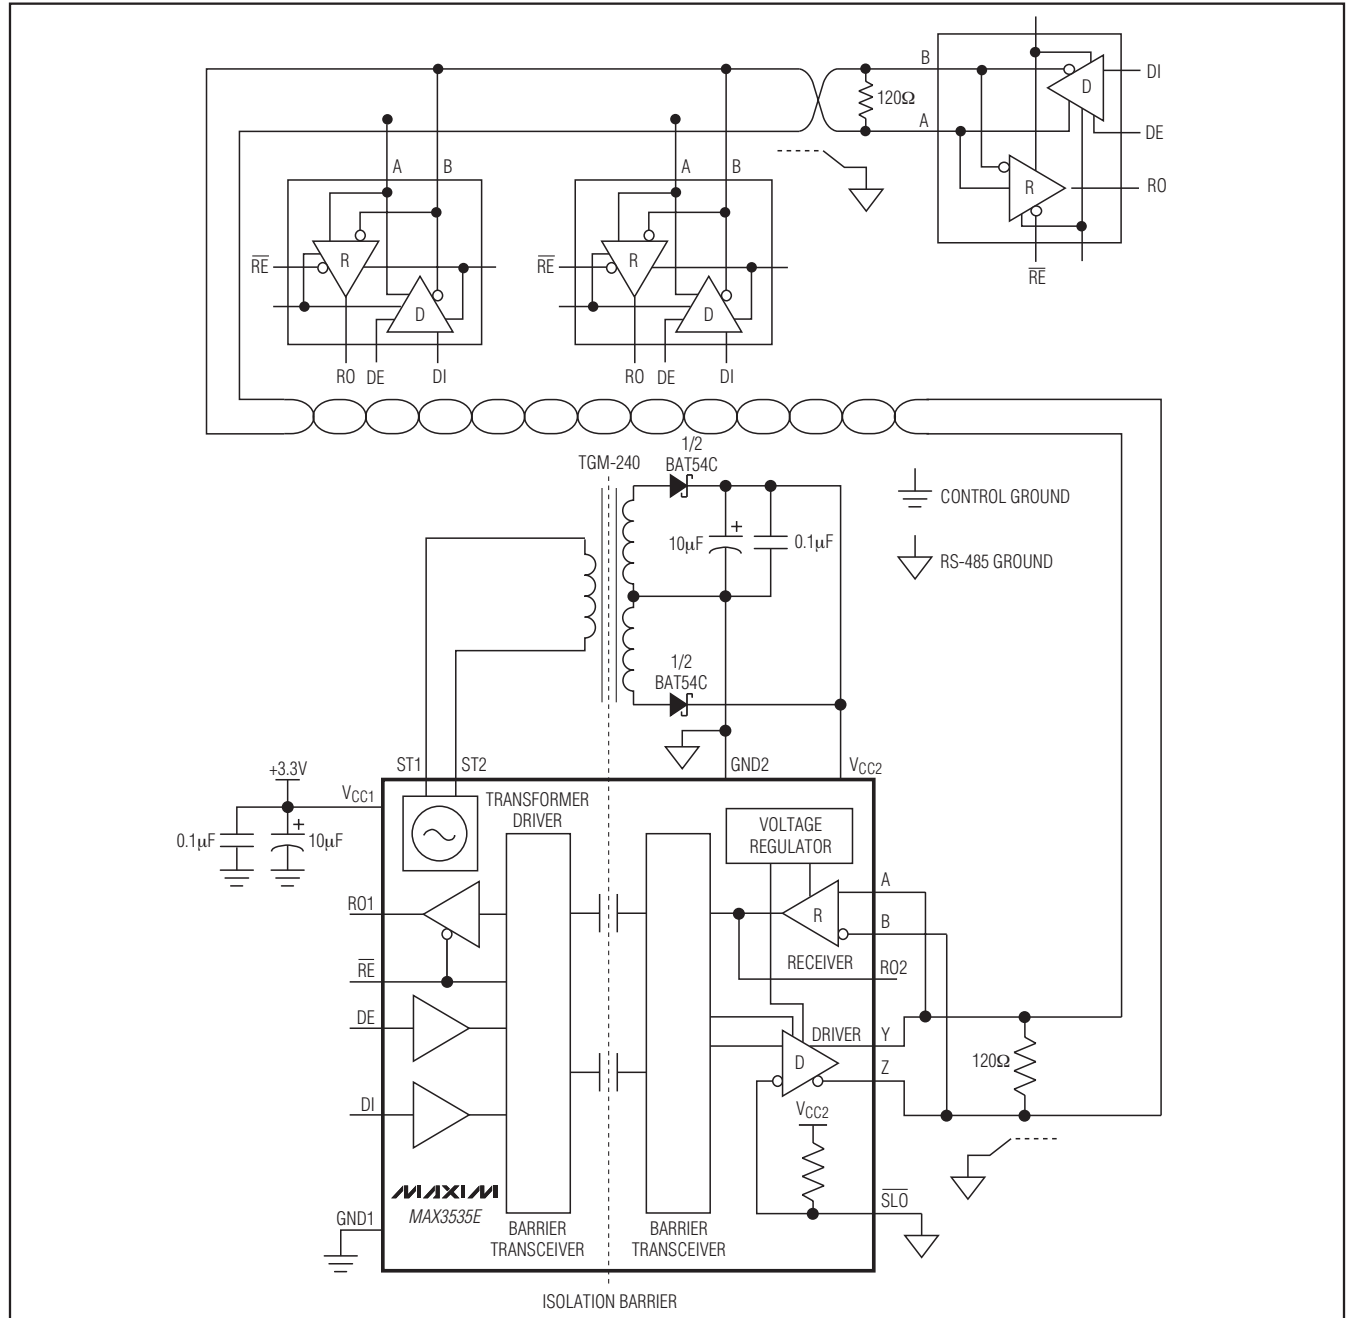 B
DI
D
120Ω
A
DE
A
B
A
B
R
RO
R
R
RE
RE
RE
D
D
RO
DE
DI
RO
DE
DI
1/2
BAT54C
TGM-240
CONTROL GROUND
+
10µF
0.1µF
RS-485 GROUND
1/2
BAT54C
ST1
ST2
GND2
VCC2
+3.3V
VCC1
TRANSFORMER
DRIVER
VOLTAGE
REGULATOR
+
0.1µF
10µF
A
RO1
R
B
RECEIVER
RO2
RE
DE
DRIVER
Y
120Ω
D
Z
DI
VCC2
MAXIM
MAX3535E
SLO
GND1
BARRIER
TRANSCEIVER
BARRIER
TRANSCEIVER
ISOLATION BARRIER